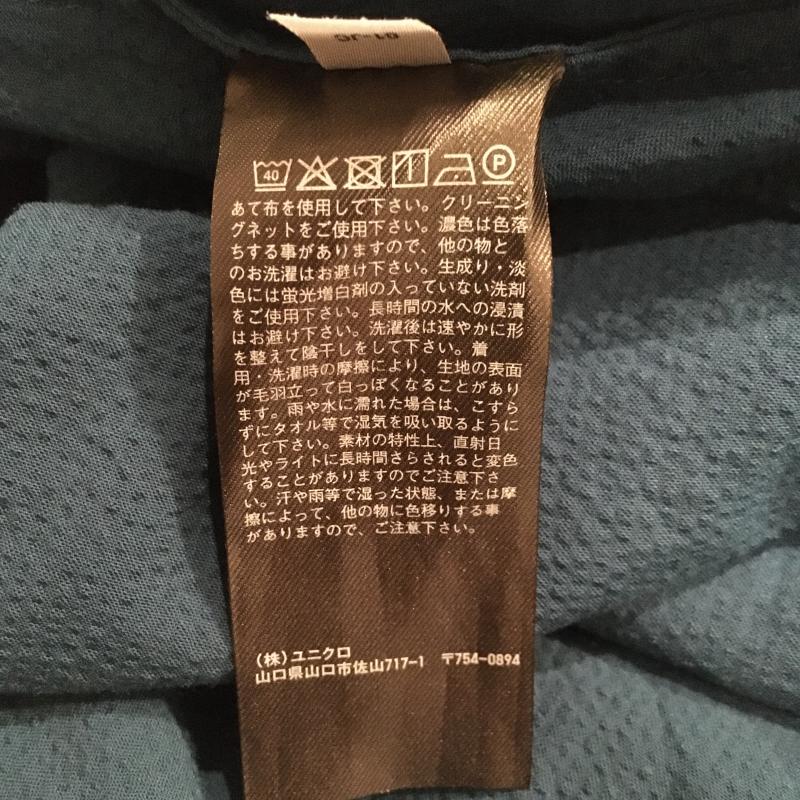 01-JG
40 P
あて布を使用して下さい。クリーニン
グネットをご使用下さい。濃色は色落
ちする事がありますので、他の物と
のお洗濯はお避け下さい。生成り・淡
色には蛍光増白剤の入っていない洗剤
をご使用下さい。長時間の水への浸漬
はお避け下さい。洗濯後は速やかに形
を整えて陰干しをして下さい。着
用・洗濯時の摩擦により、生地の表面
が毛羽立って白っぽくなることがあり
ます。雨や水に濡れた場合は、こすら
ずにタオル等で湿気を吸い取るように
して下さい。素材の特性上、直射日
光やライトに長時間さらされると変色
することがありますのでご注意下さ
い。汗や雨等で湿った状態、または摩
擦によって、他の物に色移りする事
がありますので、ご注意下さい。
(株)ユニクロ
山口県山口市佐山717-1 〒754-0894